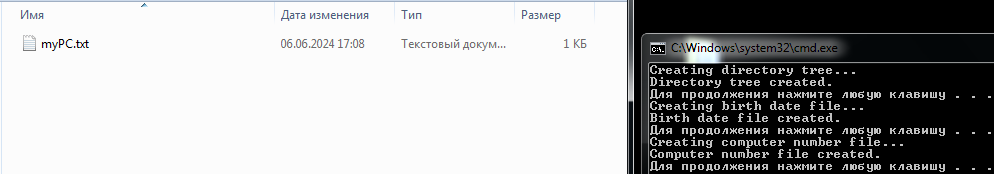 Имя Дата изменения Тип Размер
myPC.txt 06.06.2024 17:08 Текстовый докум... 1 КБ
C:\Windows\system32\cmd.exe
Creating directory tree...
Directory tree created.
Для продолжения нажмите любую клавишу . . .
Creating birth date file...
Birth date file created.
Для продолжения нажмите любую клавишу . . .
Creating computer number file...
Computer number file created.
Для продолжения нажмите любую клавишу . . .